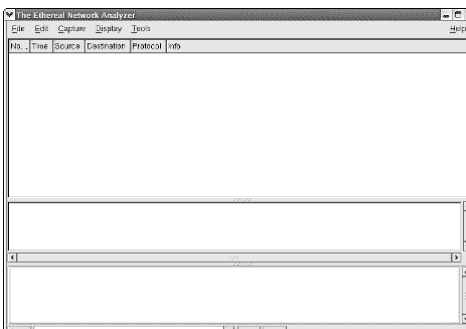 The Ethereal Network Analyzer
File Edit Capture Display Tools Help
No. . Time Source Destination Protocol Info